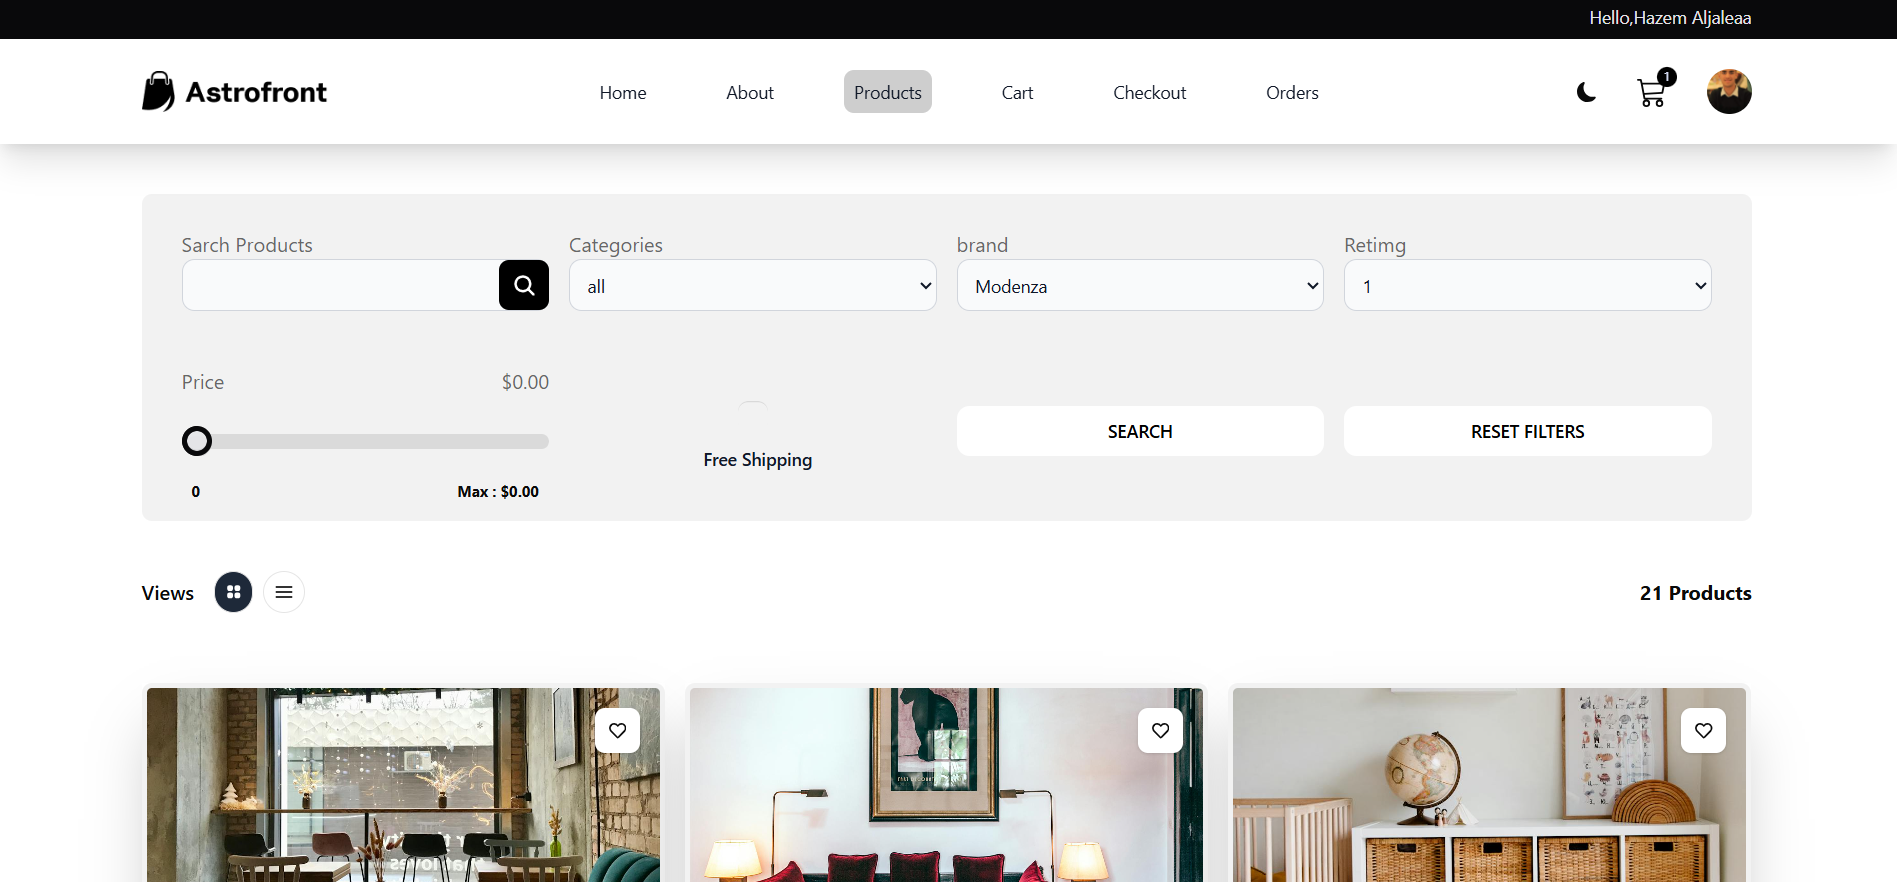 Hello,Hazem Aljaleaa
Astrofront
Home
About
Products
Cart
Checkout
Orders
1
Sarch Products
Categories
brand
Retimg
all
Modenza
1
Price
$0.00
0
Max : $0.00
Free Shipping
SEARCH
RESET FILTERS
Views
21 Products